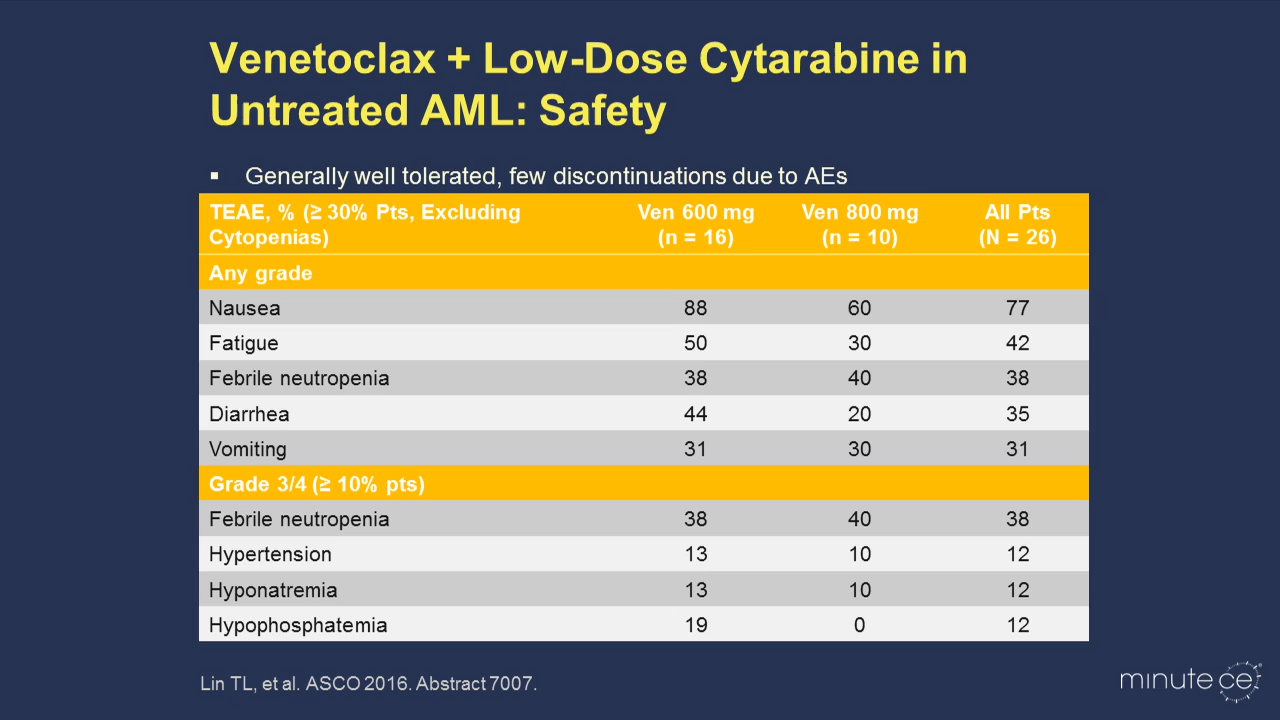 Venetoclax + Low-Dose Cytarabine in
Untreated AML: Safety
▪ Generally well tolerated, few discontinuations due to AEs
TEAE, % (≥ 30% Pts, Excluding Cytopenias) Ven 600 mg (n = 16) Ven 800 mg (n = 10) All Pts (N = 26)
Any grade
Nausea 88 60 77
Fatigue 50 30 42
Febrile neutropenia 38 40 38
Diarrhea 44 20 35
Vomiting 31 30 31
Grade 3/4 (≥ 10% pts)
Febrile neutropenia 38 40 38
Hypertension 13 10 12
Hyponatremia 13 10 12
Hypophosphatemia 19 0 12
Lin TL, et al. ASCO 2016. Abstract 7007.
minute ce